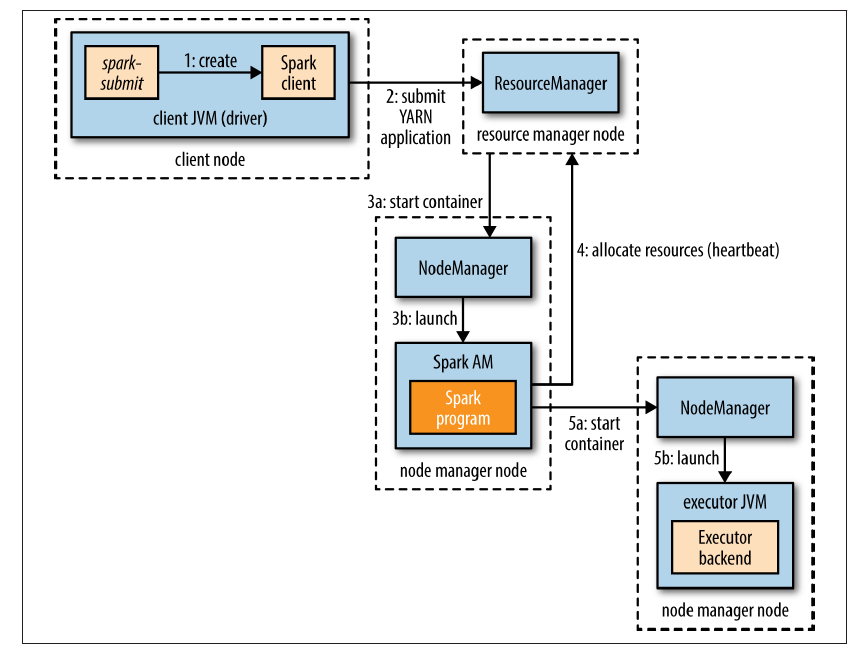 spark-
submit
1: create
Spark
client
client JVM (driver)
client node
2: submit
YARN
application
ResourceManager
resource manager node
3a: start container
4: allocate resources (heartbeat)
NodeManager
3b: launch
Spark AM
Spark
program
node manager node
5a: start
container
NodeManager
5b: launch
executor JVM
Executor
backend
node manager node